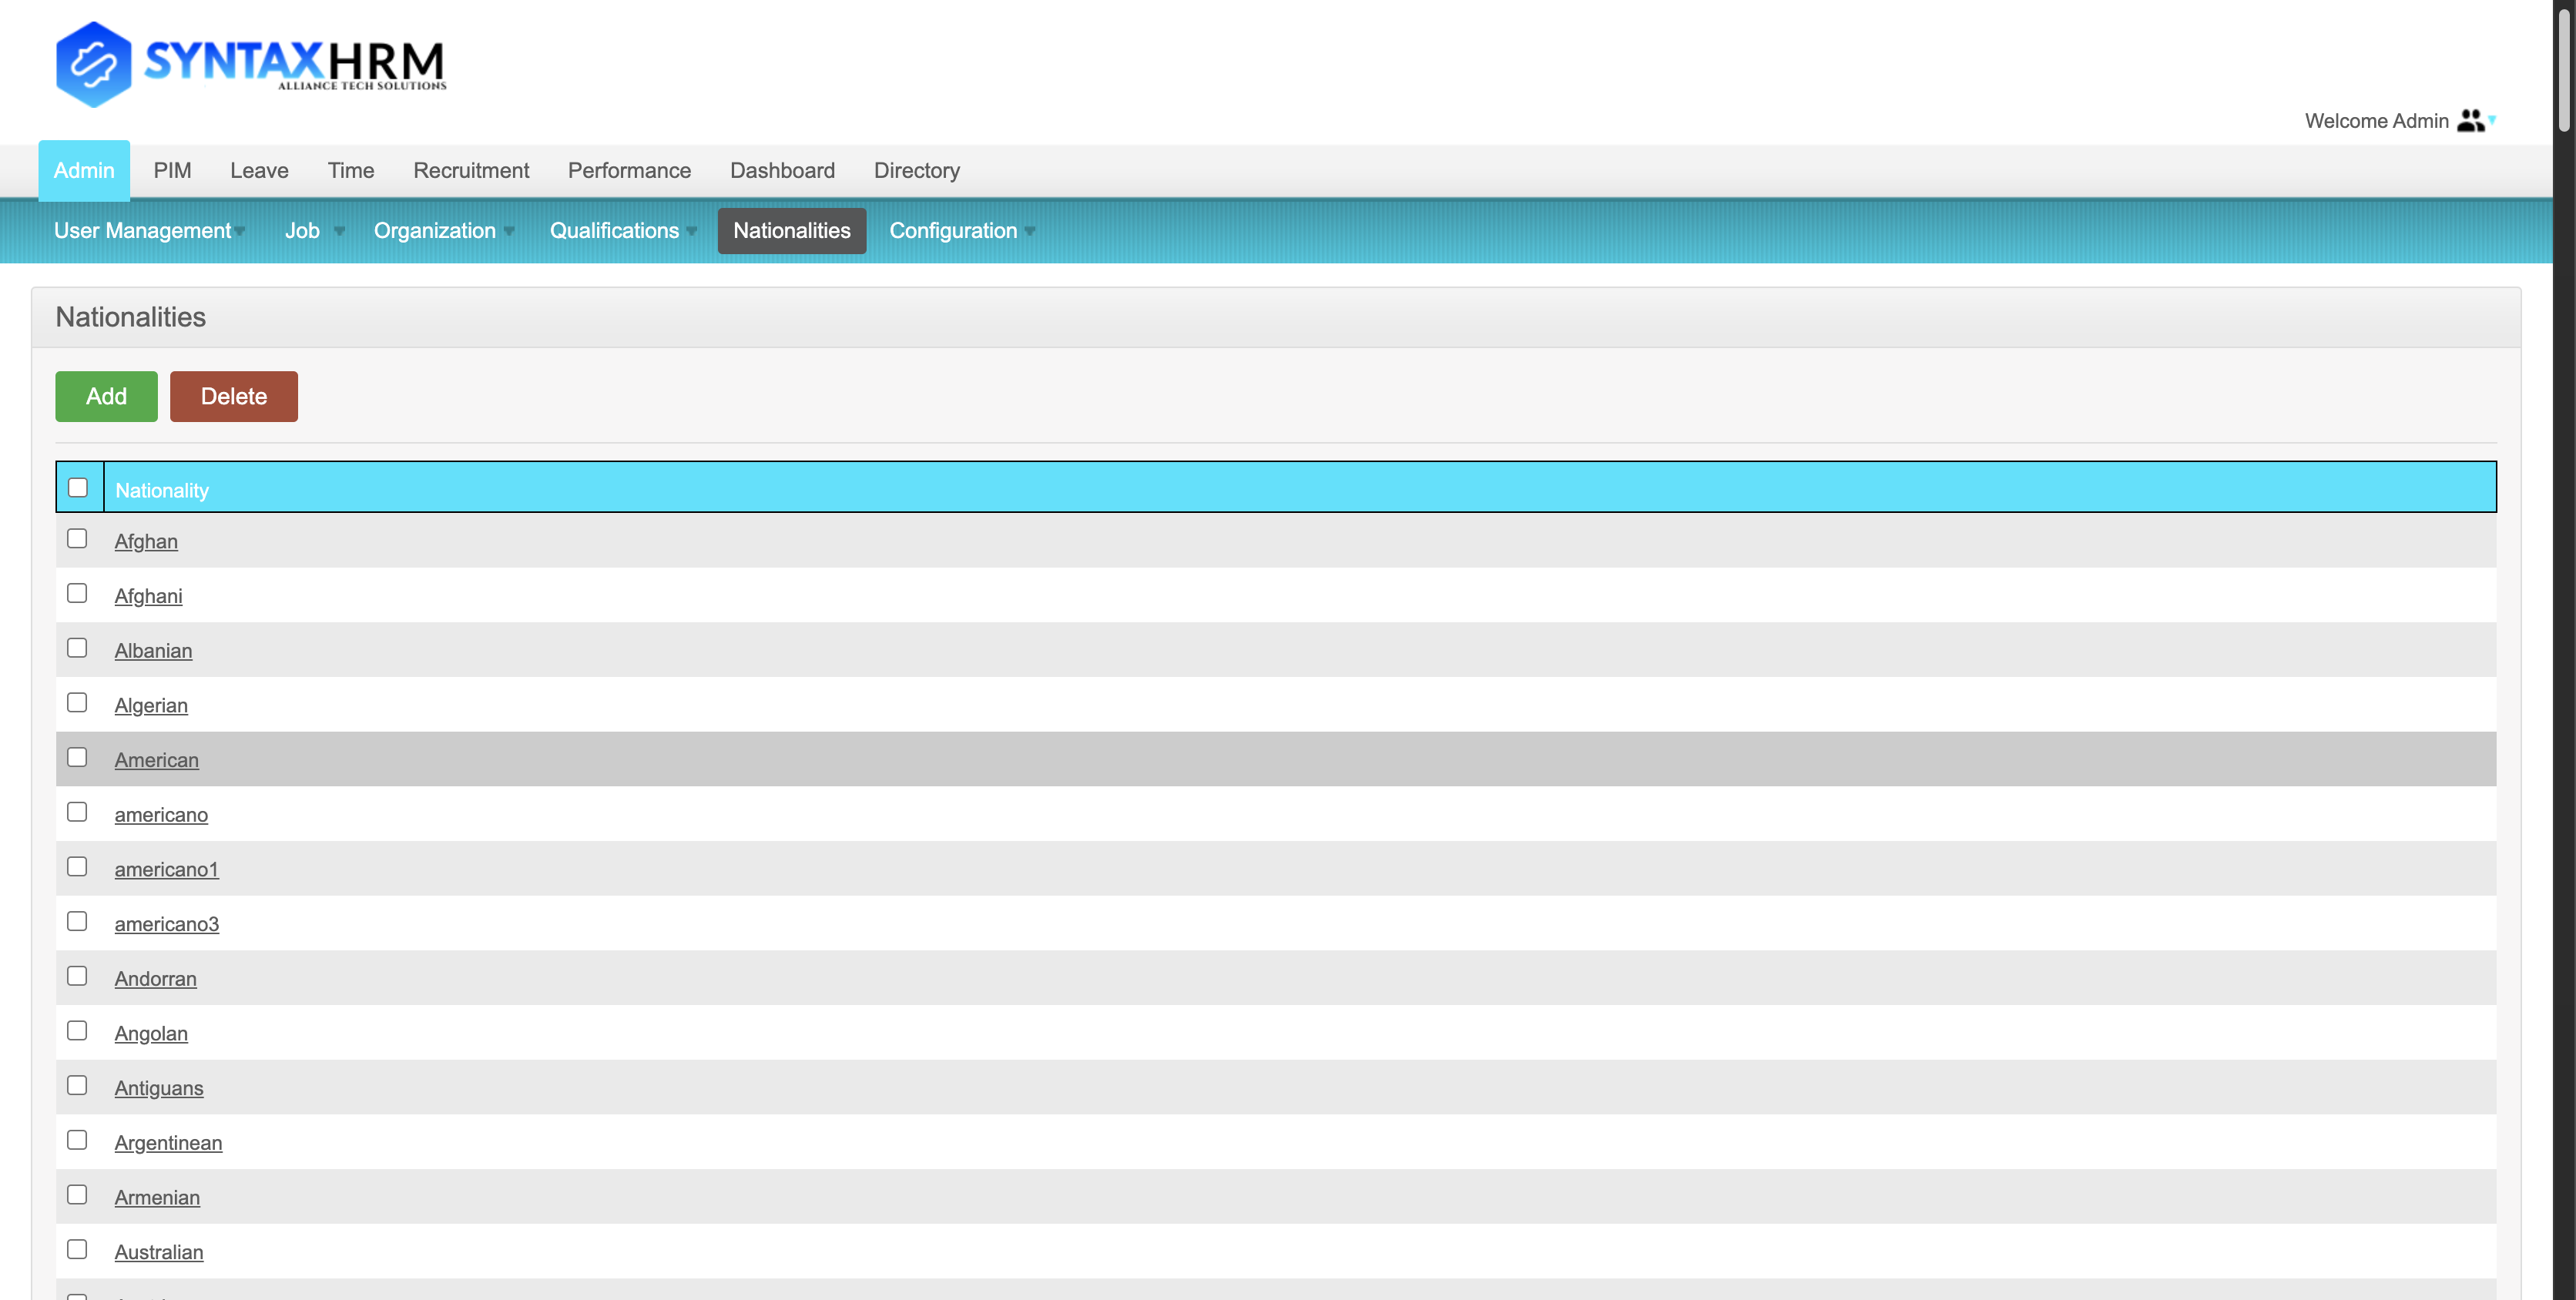 SYNTAXHRM
ALLIANCE TECH SOLUTIONS
Welcome Admin
Admin PIM Leave Time Recruitment Performance Dashboard Directory
User Management Job Organization Qualifications Nationalities Configuration
Nationalities
Add Delete
Nationality
Afghan
Afghani
Albanian
Algerian
American
americano
americano1
americano3
Andorran
Angolan
Antiguans
Argentinean
Armenian
Australian